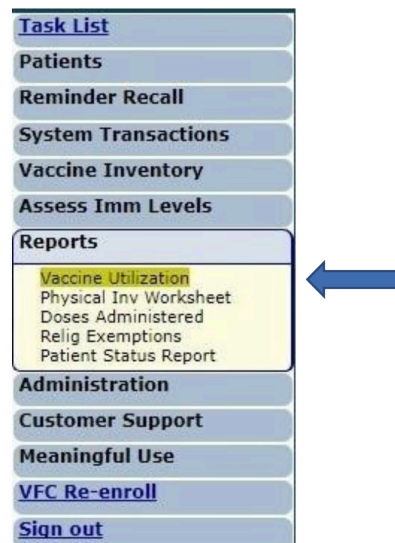 Task List
Patients
Reminder Recall
System Transactions
Vaccine Inventory
Assess Imm Levels
Reports
Vaccine Utilization
Physical Inv Worksheet
Doses Administered
Relig Exemptions
Patient Status Report
Administration
Customer Support
Meaningful Use
VFC Re-enroll
Sign out